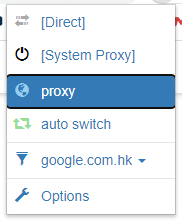 [Direct]
[System Proxy]
proxy
auto switch
google.com.hk
Options